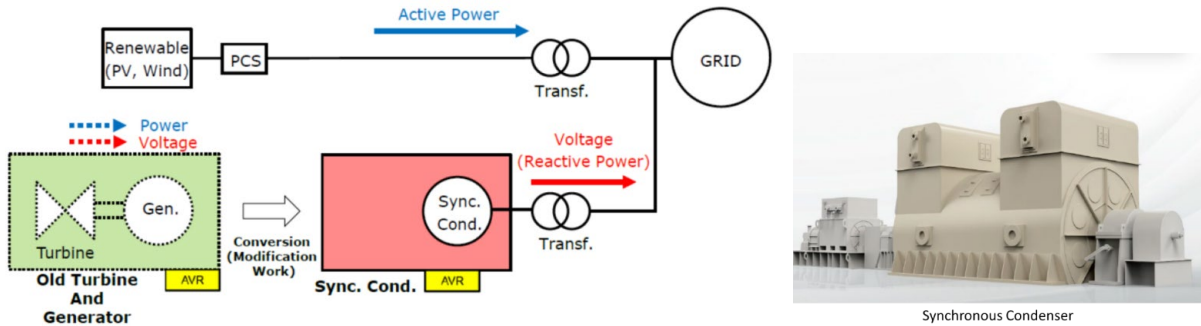 Active Power
Renewable
(PV, Wind)
PCS
Transf.
GRID
Power
Voltage
Turbine
Gen.
AVR
Old Turbine
And
Generator
Conversion
(Modification
Work)
Sync.
Cond.
AVR
Sync. Cond.
Voltage
(Reactive Power)
Transf.
Synchronous Condenser